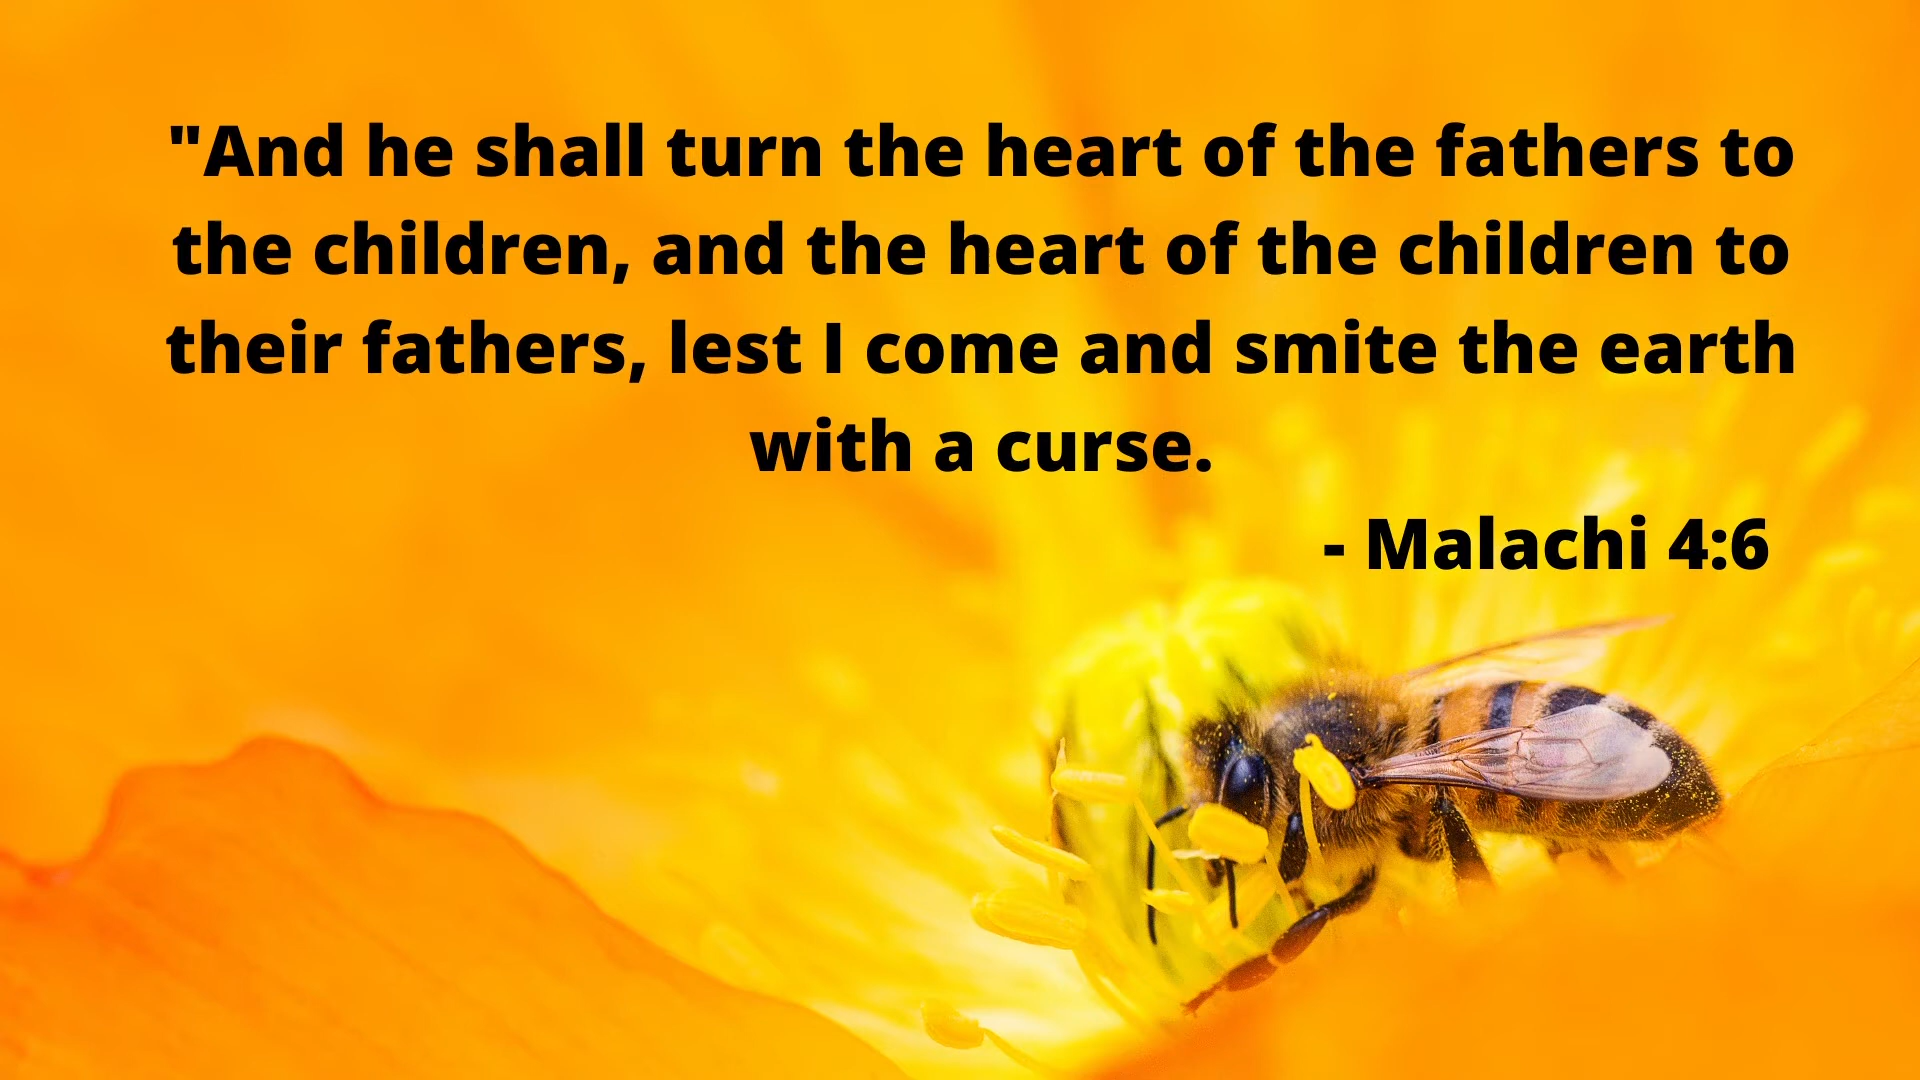 "And he shall turn the heart of the fathers to
the children, and the heart of the children to
their fathers, lest I come and smite the earth
with a curse.
- Malachi 4:6